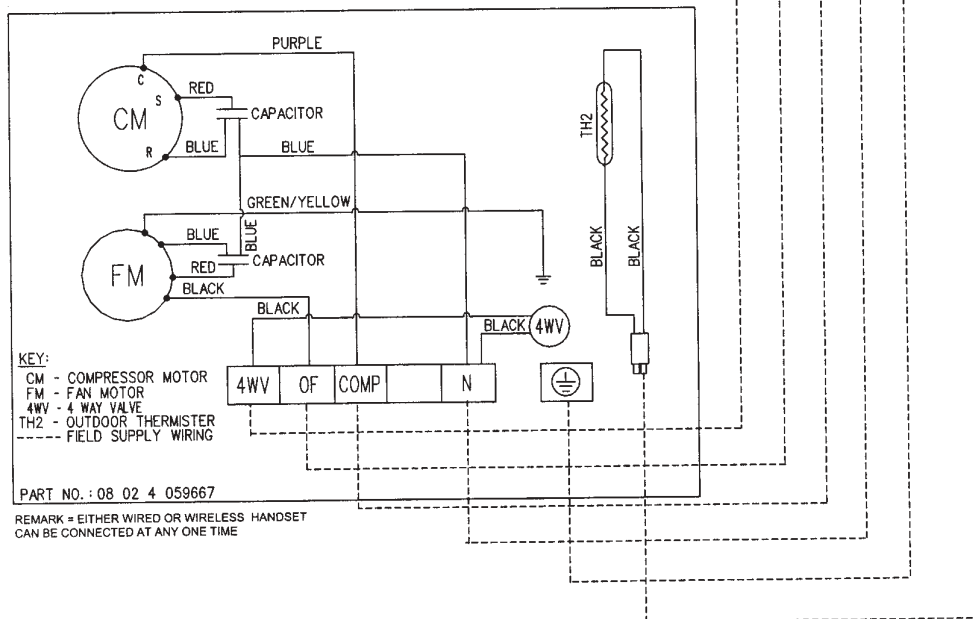 PURPLE
C
RED
S
CM
CAPACITOR
R
BLUE
BLUE
TH2
GREEN/YELLOW
BLUE
BLUE
CAPACITOR
RED
FM
BLACK
BLACK
BLACK
BLACK
BLACK
4WV
KEY:
CM - COMPRESSOR MOTOR
FM - FAN MOTOR
4WV - 4 WAY VALVE
TH2 - OUTDOOR THERMISTER
------ FIELD SUPPLY WIRING
4WV OF COMP N
PART NO. : 08 02 4 059667
REMARK = EITHER WIRED OR WIRELESS HANDSET
CAN BE CONNECTED AT ANY ONE TIME